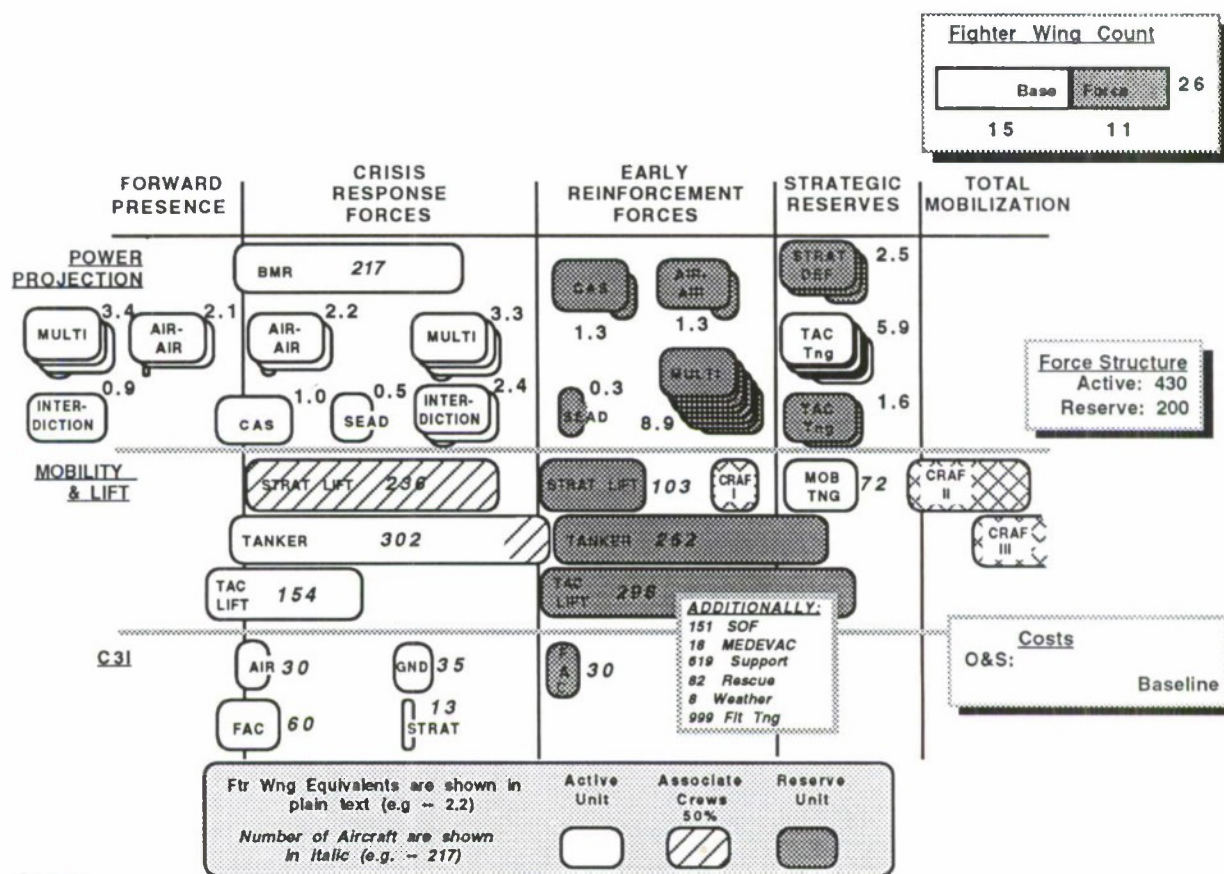 Fighter Wing Count
Base Force 26
15 11
FORWARD
PRESENCE
CRISIS
RESPONSE
FORCES
EARLY
REINFORCEMENT
FORCES
STRATEGIC
RESERVES
TOTAL
MOBILIZATION
POWER
PROJECTION
BMR 217
CAS
1.3
AIR-
AIR
1.3
STRAT
DEF
2.5
MULTI
3.4
AIR-
AIR
2.1
AIR-
AIR
2.2
MULTI
3.3
MULTI
8.9
TAC
Tng
5.9
INTER-
DICTION
0.9
CAS
1.0
SEAD
0.5
INTER-
DICTION
2.4
SEAD
0.3
TAC
Tng
1.6
Force Structure
Active: 430
Reserve: 200
MOBILITY
& LIFT
STRAT LIFT 236
STRAT LIFT 103
CRAF
I
MOB
TNG
72
CRAF
II
TANKER 302
TANKER 262
CRAF
III
TAC
LIFT
154
TAC
LIFT
298
ADDITIONALLY:
151 SOF
18 MEDEVAC
619 Support
82 Rescue
8 Weather
999 Flt Tng
C3I
AIR 30
GND 35
FAC
30
FAC 60
13
STRAT
Costs
O&S:
Baseline
Ftr Wng Equivalents are shown in
plain text (e.g -- 2.2)
Number of Aircraft are shown
in Italic (e.g. -- 217)
Active
Unit
Associate
Crews
50%
Reserve
Unit